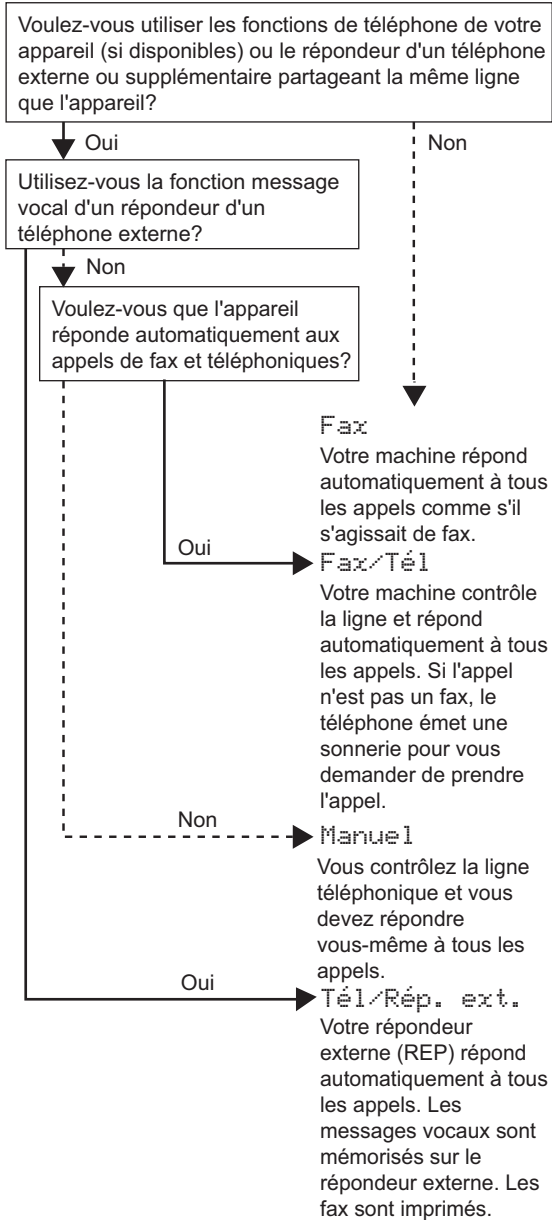 Voulez-vous utiliser les fonctions de téléphone de votre
appareil (si disponibles) ou le répondeur d'un téléphone
externe ou supplémentaire partageant la même ligne
que l'appareil?
Oui
Non
Utilisez-vous la fonction message
vocal d'un répondeur d'un
téléphone externe?
Non
Voulez-vous que l'appareil
réponde automatiquement aux
appels de fax et téléphoniques?
Fax
Votre machine répond
automatiquement à tous
les appels comme s'il
s'agissait de fax.
Oui
Fax/Tél
Votre machine contrôle
la ligne et répond
automatiquement à tous
les appels. Si l'appel
n'est pas un fax, le
téléphone émet une
sonnerie pour vous
demander de prendre
l'appel.
Non
Manuel
Vous contrôlez la ligne
téléphonique et vous
devez répondre
vous-même à tous les
appels.
Oui
Tél/Rép. ext.
Votre répondeur
externe (REP) répond
automatiquement à tous
les appels. Les
messages vocaux sont
mémorisés sur le
répondeur externe. Les
fax sont imprimés.